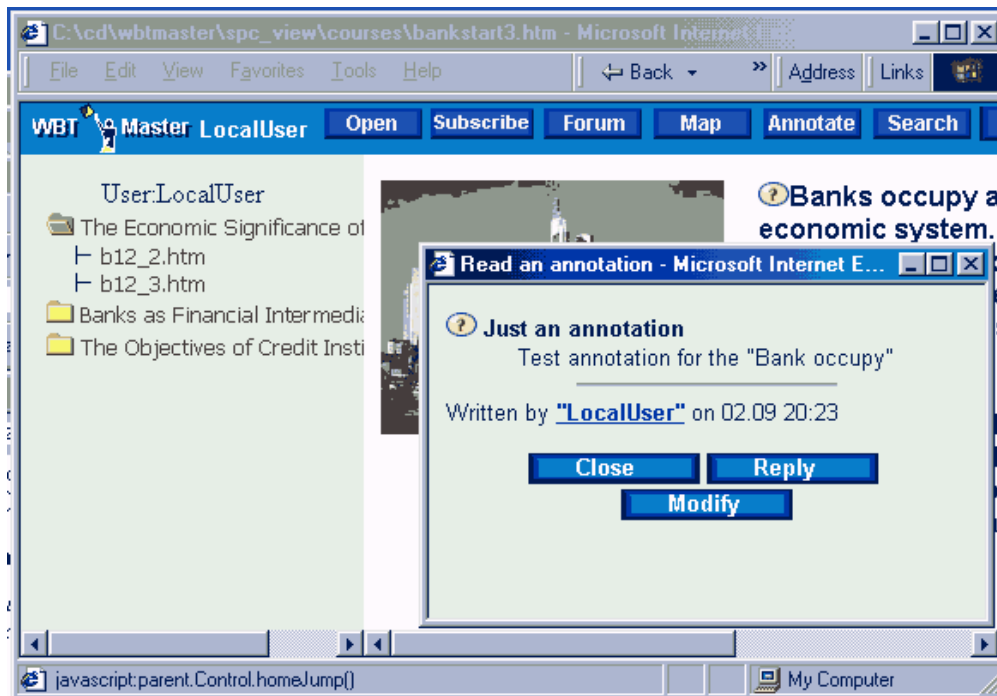 C:\cd\wbtmaster\spc_view\courses\bankstart3.htm - Microsoft Internet
File Edit View Favorites Tools Help Back » Address Links
WBT Master LocalUser Open Subscribe Forum Map Annotate Search
User:LocalUser
The Economic Significance of
b12_2.htm
b12_3.htm
Banks as Financial Intermedia
The Objectives of Credit Insti
Banks occupy a
economic system.
Read an annotation - Microsoft Internet E...
Just an annotation
Test annotation for the "Bank occupy"
Written by "LocalUser" on 02.09 20:23
Close Reply
Modify
javascript:parent.Control.homeJump() My Computer